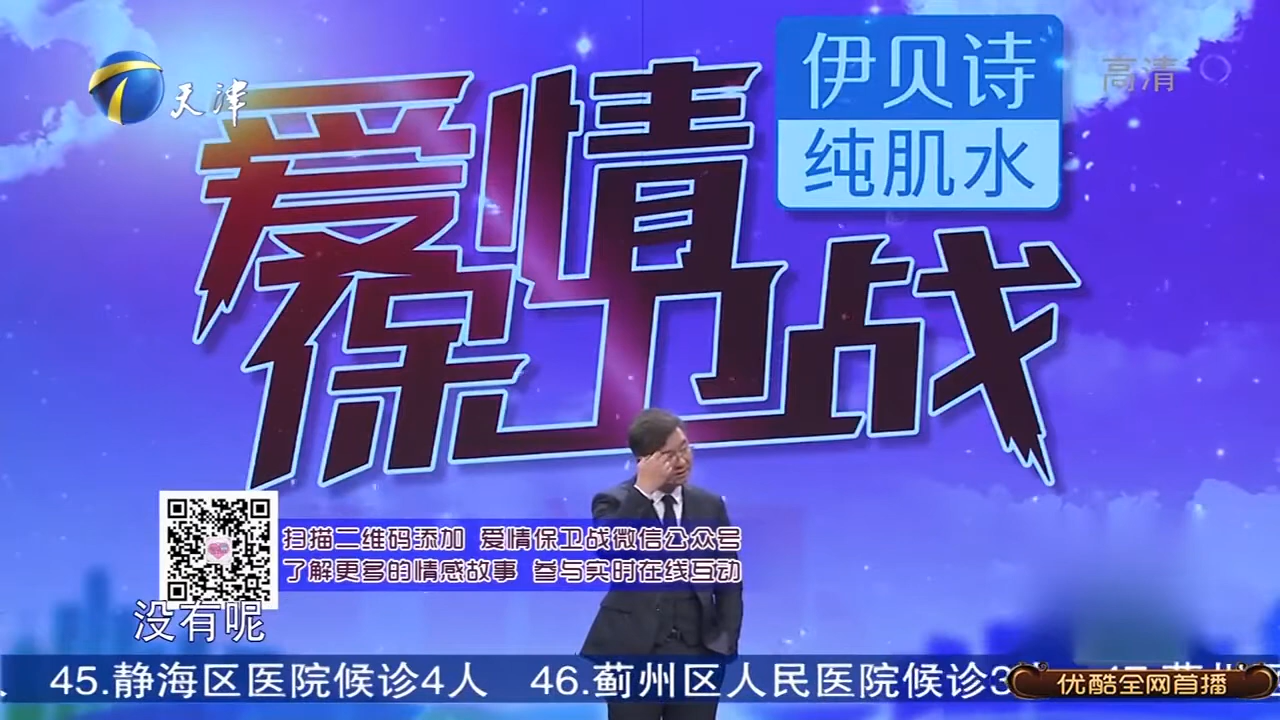 天津
高清
伊贝诗
纯肌水
爱情
保卫战
扫描二维码添加 爱情保卫战微信公众号
了解更多的情感故事 参与实时在线互动
没有呢
45.静海区医院候诊4人 46.蓟州区人民医院候诊3
优酷全网首播